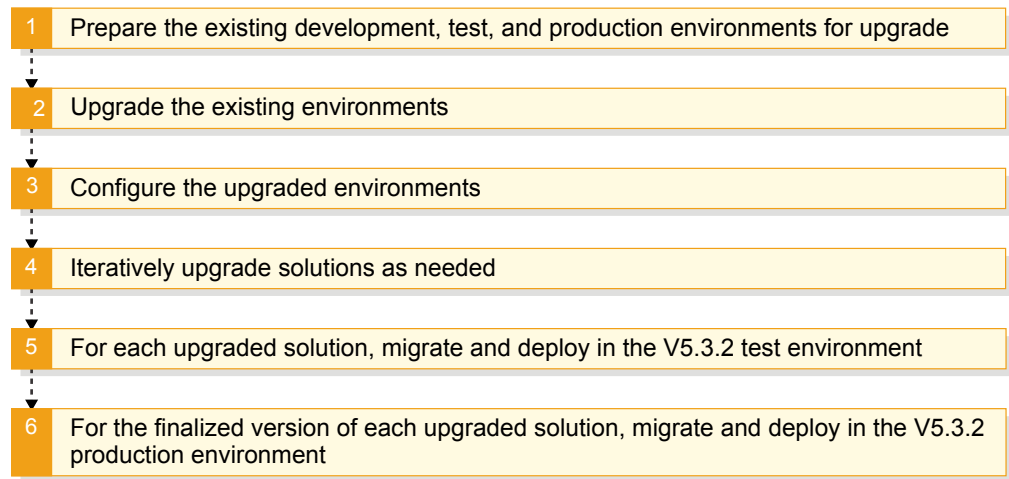 1 Prepare the existing development, test, and production environments for upgrade
2 Upgrade the existing environments
3 Configure the upgraded environments
4 Iteratively upgrade solutions as needed
5 For each upgraded solution, migrate and deploy in the V5.3.2 test environment
6 For the finalized version of each upgraded solution, migrate and deploy in the V5.3.2
production environment